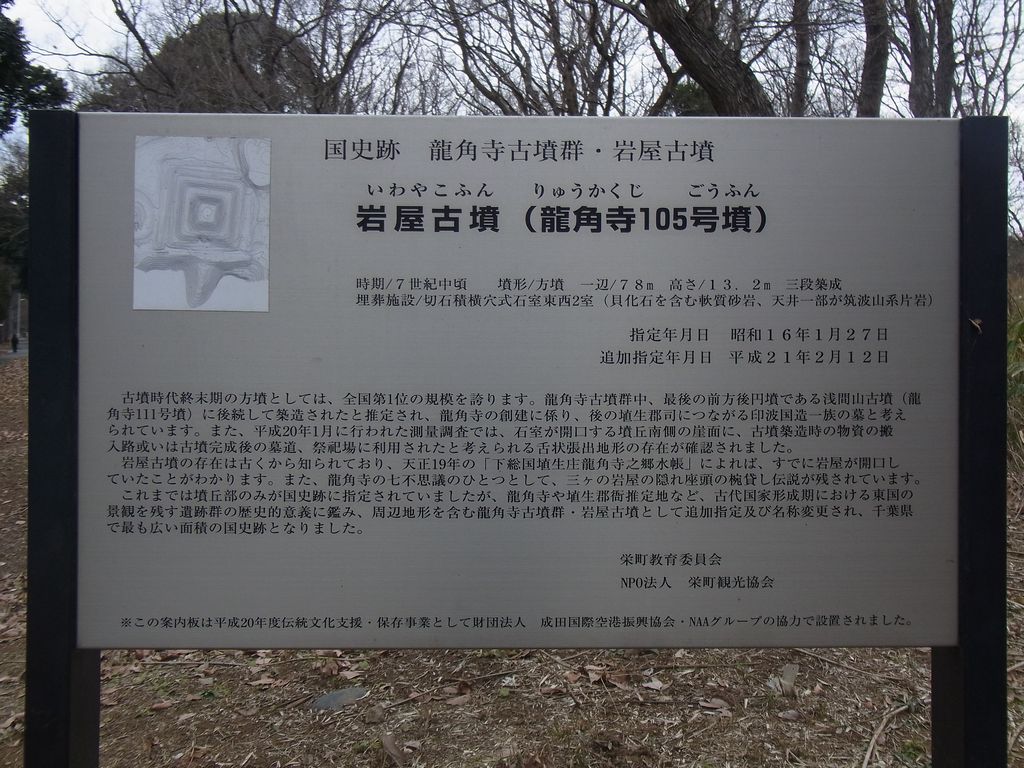 国史跡　龍角寺古墳群・岩屋古墳
いわやこふん　りゅうかくじ　ごうふん
岩屋古墳（龍角寺105号墳）
時期/７世紀中頃　墳形/方墳　一辺/７８ｍ　高さ/１３．２ｍ　三段築成
埋葬施設/切石積横穴式石室東西2室（貝化石を含む軟質砂岩、天井一部が筑波山系片岩）
指定年月日　昭和１６年１月２７日
追加指定年月日　平成２１年２月１２日
古墳時代終末期の方墳としては、全国第1位の規模を誇ります。龍角寺古墳群中、最後の前方後円墳である浅間山古墳（龍
角寺111号墳）に後続して築造されたと推定され、龍角寺の創建に係り、後の埴生郡司につながる印波国造一族の墓と考え
られています。また、平成20年1月に行われた測量調査では、石室が開口する墳丘南側の崖面に、古墳築造時の物資の搬
入路或いは古墳完成後の墓道、祭祀場に利用されたと考えられる舌状張出地形の存在が確認されました。
岩屋古墳の存在は古くから知られており、天正19年の「下総国埴生庄龍角寺之郷水帳」によれば、すでに岩屋が開口し
ていたことがわかります。また、龍角寺の七不思議のひとつとして、三ヶの岩屋の隠れ座頭の椀貸し伝説が残されています。
これまでは墳丘部のみが国史跡に指定されていましたが、龍角寺や埴生郡衙推定地など、古代国家形成期における東国の
景観を残す遺跡群の歴史的意義に鑑み、周辺地形を含む龍角寺古墳群・岩屋古墳として追加指定及び名称変更され、千葉県
で最も広い面積の国史跡となりました。
栄町教育委員会
NPO法人　栄町観光協会
※この案内板は平成20年度伝統文化支援・保存事業として財団法人　成田国際空港振興協会・NAAグループの協力で設置されました。